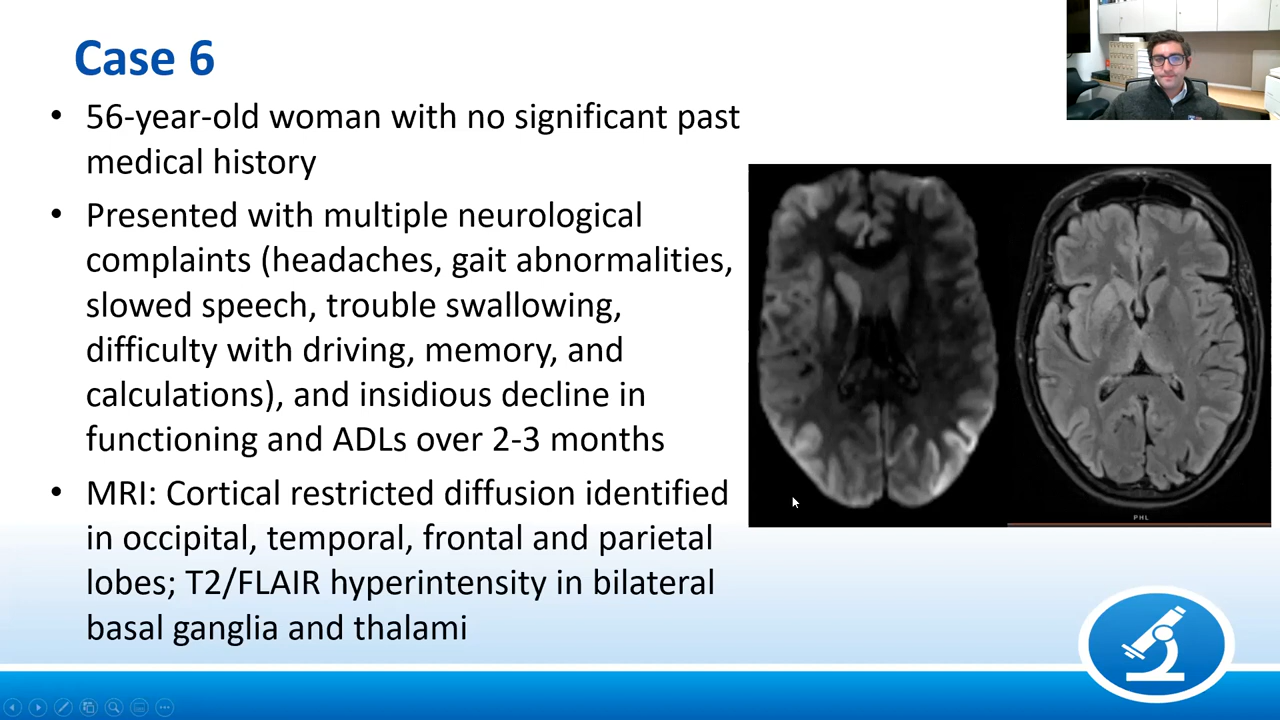 Case 6
• 56-year-old woman with no significant past
medical history
• Presented with multiple neurological
complaints (headaches, gait abnormalities,
slowed speech, trouble swallowing,
difficulty with driving, memory, and
calculations), and insidious decline in
functioning and ADLs over 2-3 months
• MRI: Cortical restricted diffusion identified
in occipital, temporal, frontal and parietal
lobes; T2/FLAIR hyperintensity in bilateral
basal ganglia and thalami
PHL